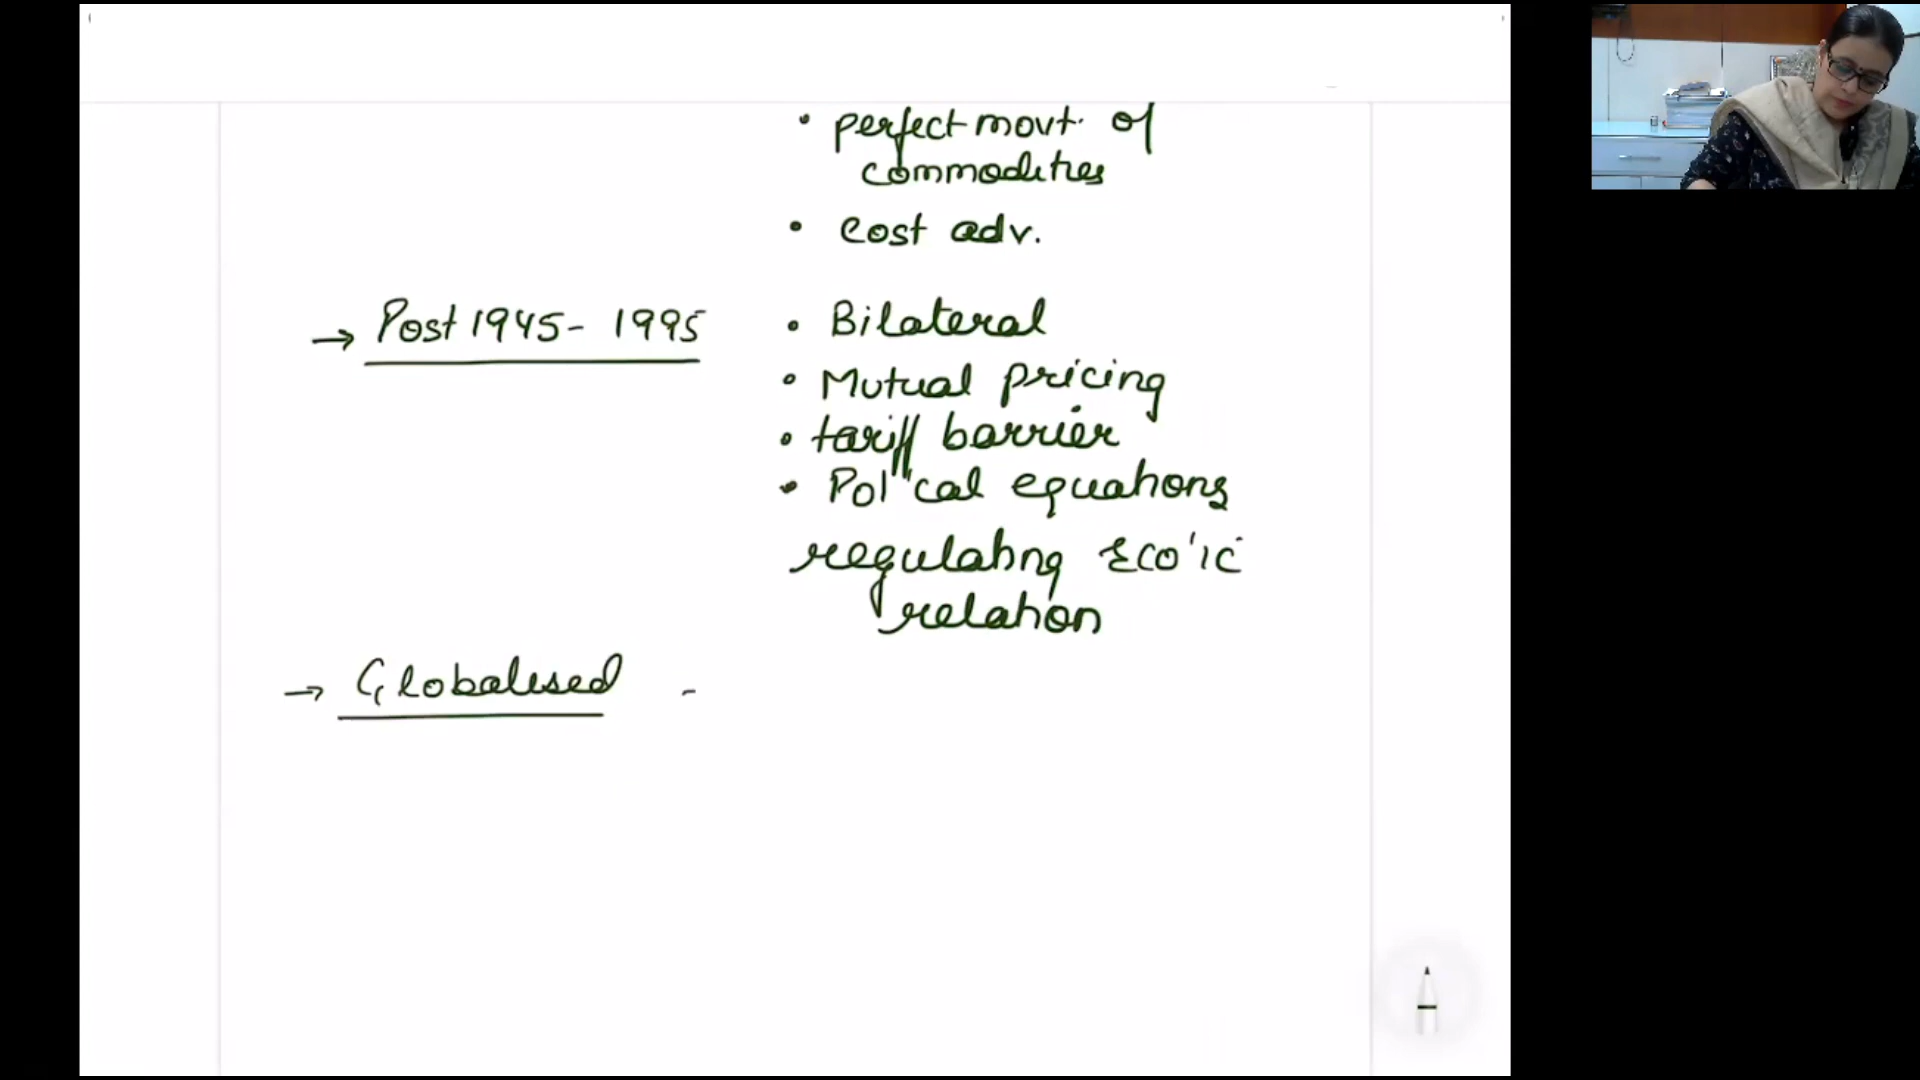 • perfect movt. of
commodities
• Cost adv.
→ Post 1945 - 1995
• Bilateral
• Mutual pricing
• tariff barrier
• Pol'cal equations
regulating Eco'ic
relation
→ Globalised -